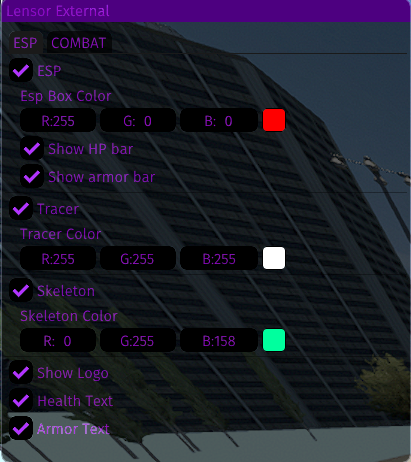 Lensor External
ESP COMBAT
ESP
Esp Box Color
R:255 G: 0 B: 0
Show HP bar
Show armor bar
Tracer
Tracer Color
R:255 G:255 B:255
Skeleton
Skeleton Color
R: 0 G:255 B:158
Show Logo
Health Text
Armor Text